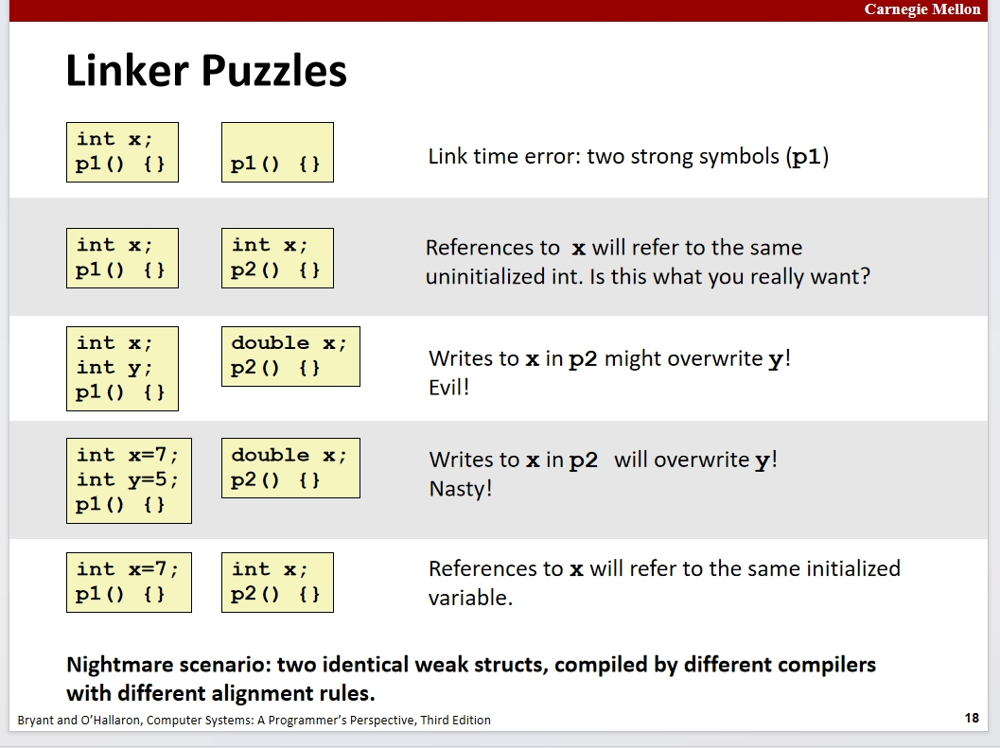 Carnegie Mellon
Linker Puzzles
int x;
p1() {}
p1() {}
Link time error: two strong symbols (p1)
int x;
p1() {}
int x;
p2() {}
References to x will refer to the same
uninitialized int. Is this what you really want?
int x;
int y;
p1() {}
double x;
p2() {}
Writes to x in p2 might overwrite y!
Evil!
int x=7;
int y=5;
p1() {}
double x;
p2() {}
Writes to x in p2 will overwrite y!
Nasty!
int x=7;
p1() {}
int x;
p2() {}
References to x will refer to the same initialized
variable.
Nightmare scenario: two identical weak structs, compiled by different compilers
with different alignment rules.
Bryant and O’Hallaron, Computer Systems: A Programmer’s Perspective, Third Edition
18